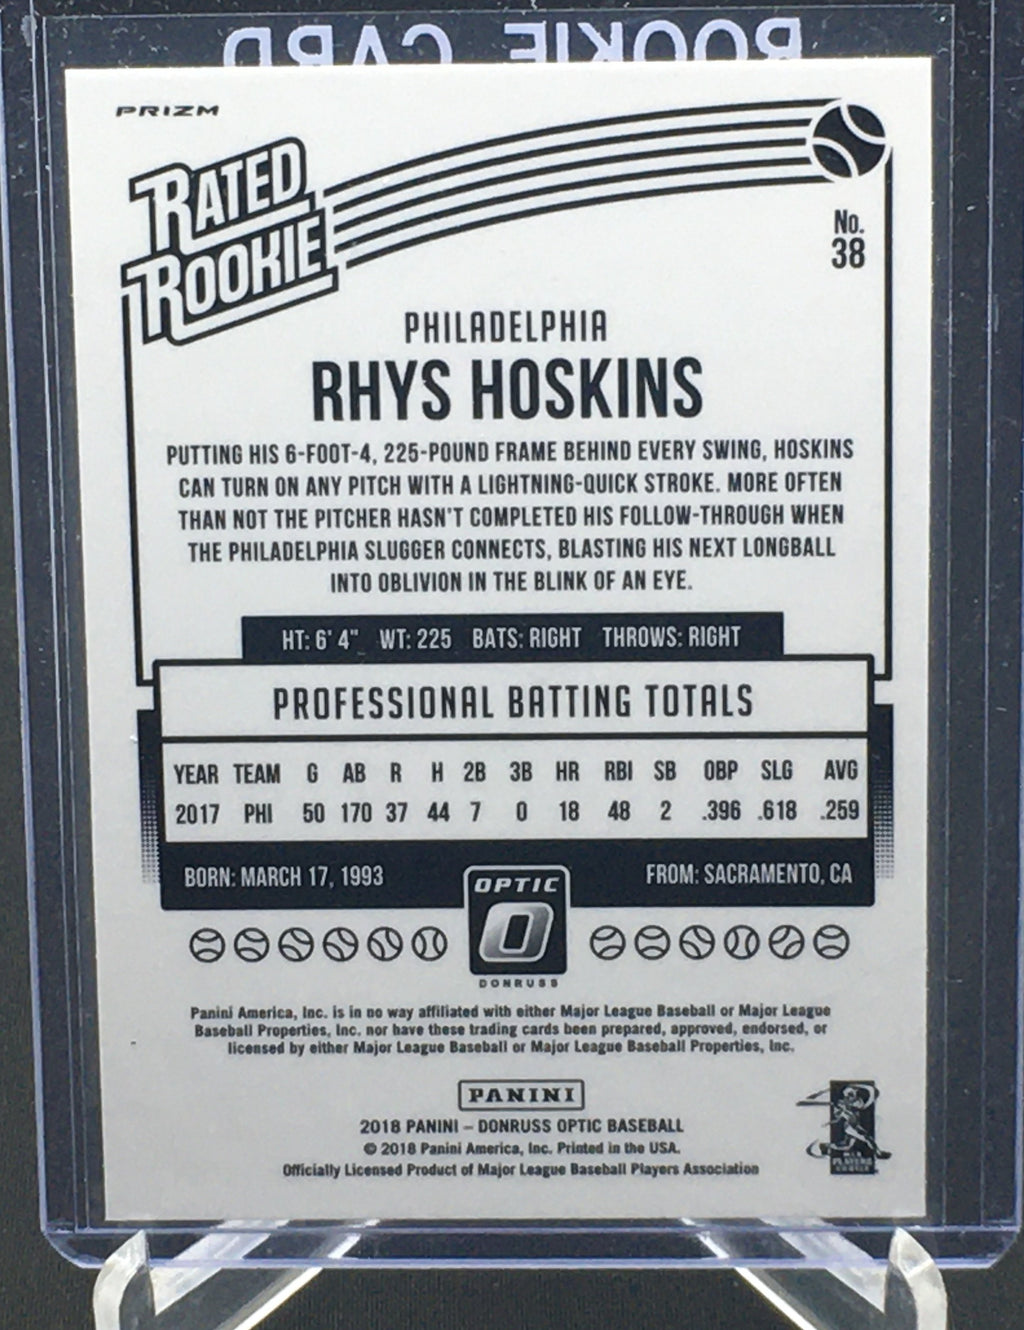 ROOKIE CARD
PRIZM
RATED
ROOKIE
No.
38
PHILADELPHIA
RHYS HOSKINS
PUTTING HIS 6-FOOT-4, 225-POUND FRAME BEHIND EVERY SWING, HOSKINS
CAN TURN ON ANY PITCH WITH A LIGHTNING-QUICK STROKE. MORE OFTEN
THAN NOT THE PITCHER HASN'T COMPLETED HIS FOLLOW-THROUGH WHEN
THE PHILADELPHIA SLUGGER CONNECTS, BLASTING HIS NEXT LONGBALL
INTO OBLIVION IN THE BLINK OF AN EYE.
HT: 6' 4" WT: 225 BATS: RIGHT THROWS: RIGHT
PROFESSIONAL BATTING TOTALS
YEAR TEAM G AB R H 2B 3B HR RBI SB OBP SLG AVG
2017 PHI 50 170 37 44 7 0 18 48 2 .396 .618 .259
BORN: MARCH 17, 1993 FROM: SACRAMENTO, CA
OPTIC
O
DONRUSS
Panini America, Inc. is in no way affiliated with either Major League Baseball or Major League
Baseball Properties, Inc. nor have these trading cards been prepared, approved, endorsed, or
licensed by either Major League Baseball or Major League Baseball Properties, Inc.
PANINI
2018 PANINI – DONRUSS OPTIC BASEBALL
© 2018 Panini America, Inc. Printed in the USA.
Officially Licensed Product of Major League Baseball Players Association